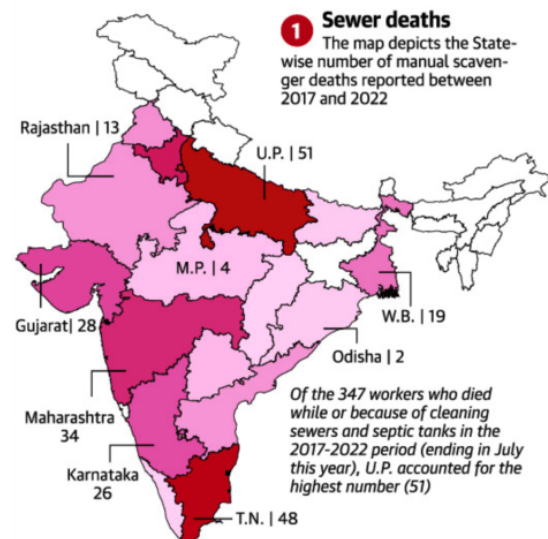 1 Sewer deaths
The map depicts the State-
wise number of manual scaven-
ger deaths reported between
2017 and 2022
Rajasthan | 13
U.P. | 51
M.P. | 4
Gujarat| 28
W.B. | 19
Odisha | 2
Maharashtra
34
Karnataka
26
T.N. | 48
Of the 347 workers who died
while or because of cleaning
sewers and septic tanks in the
2017-2022 period (ending in July
this year), U.P. accounted for the
highest number (51)